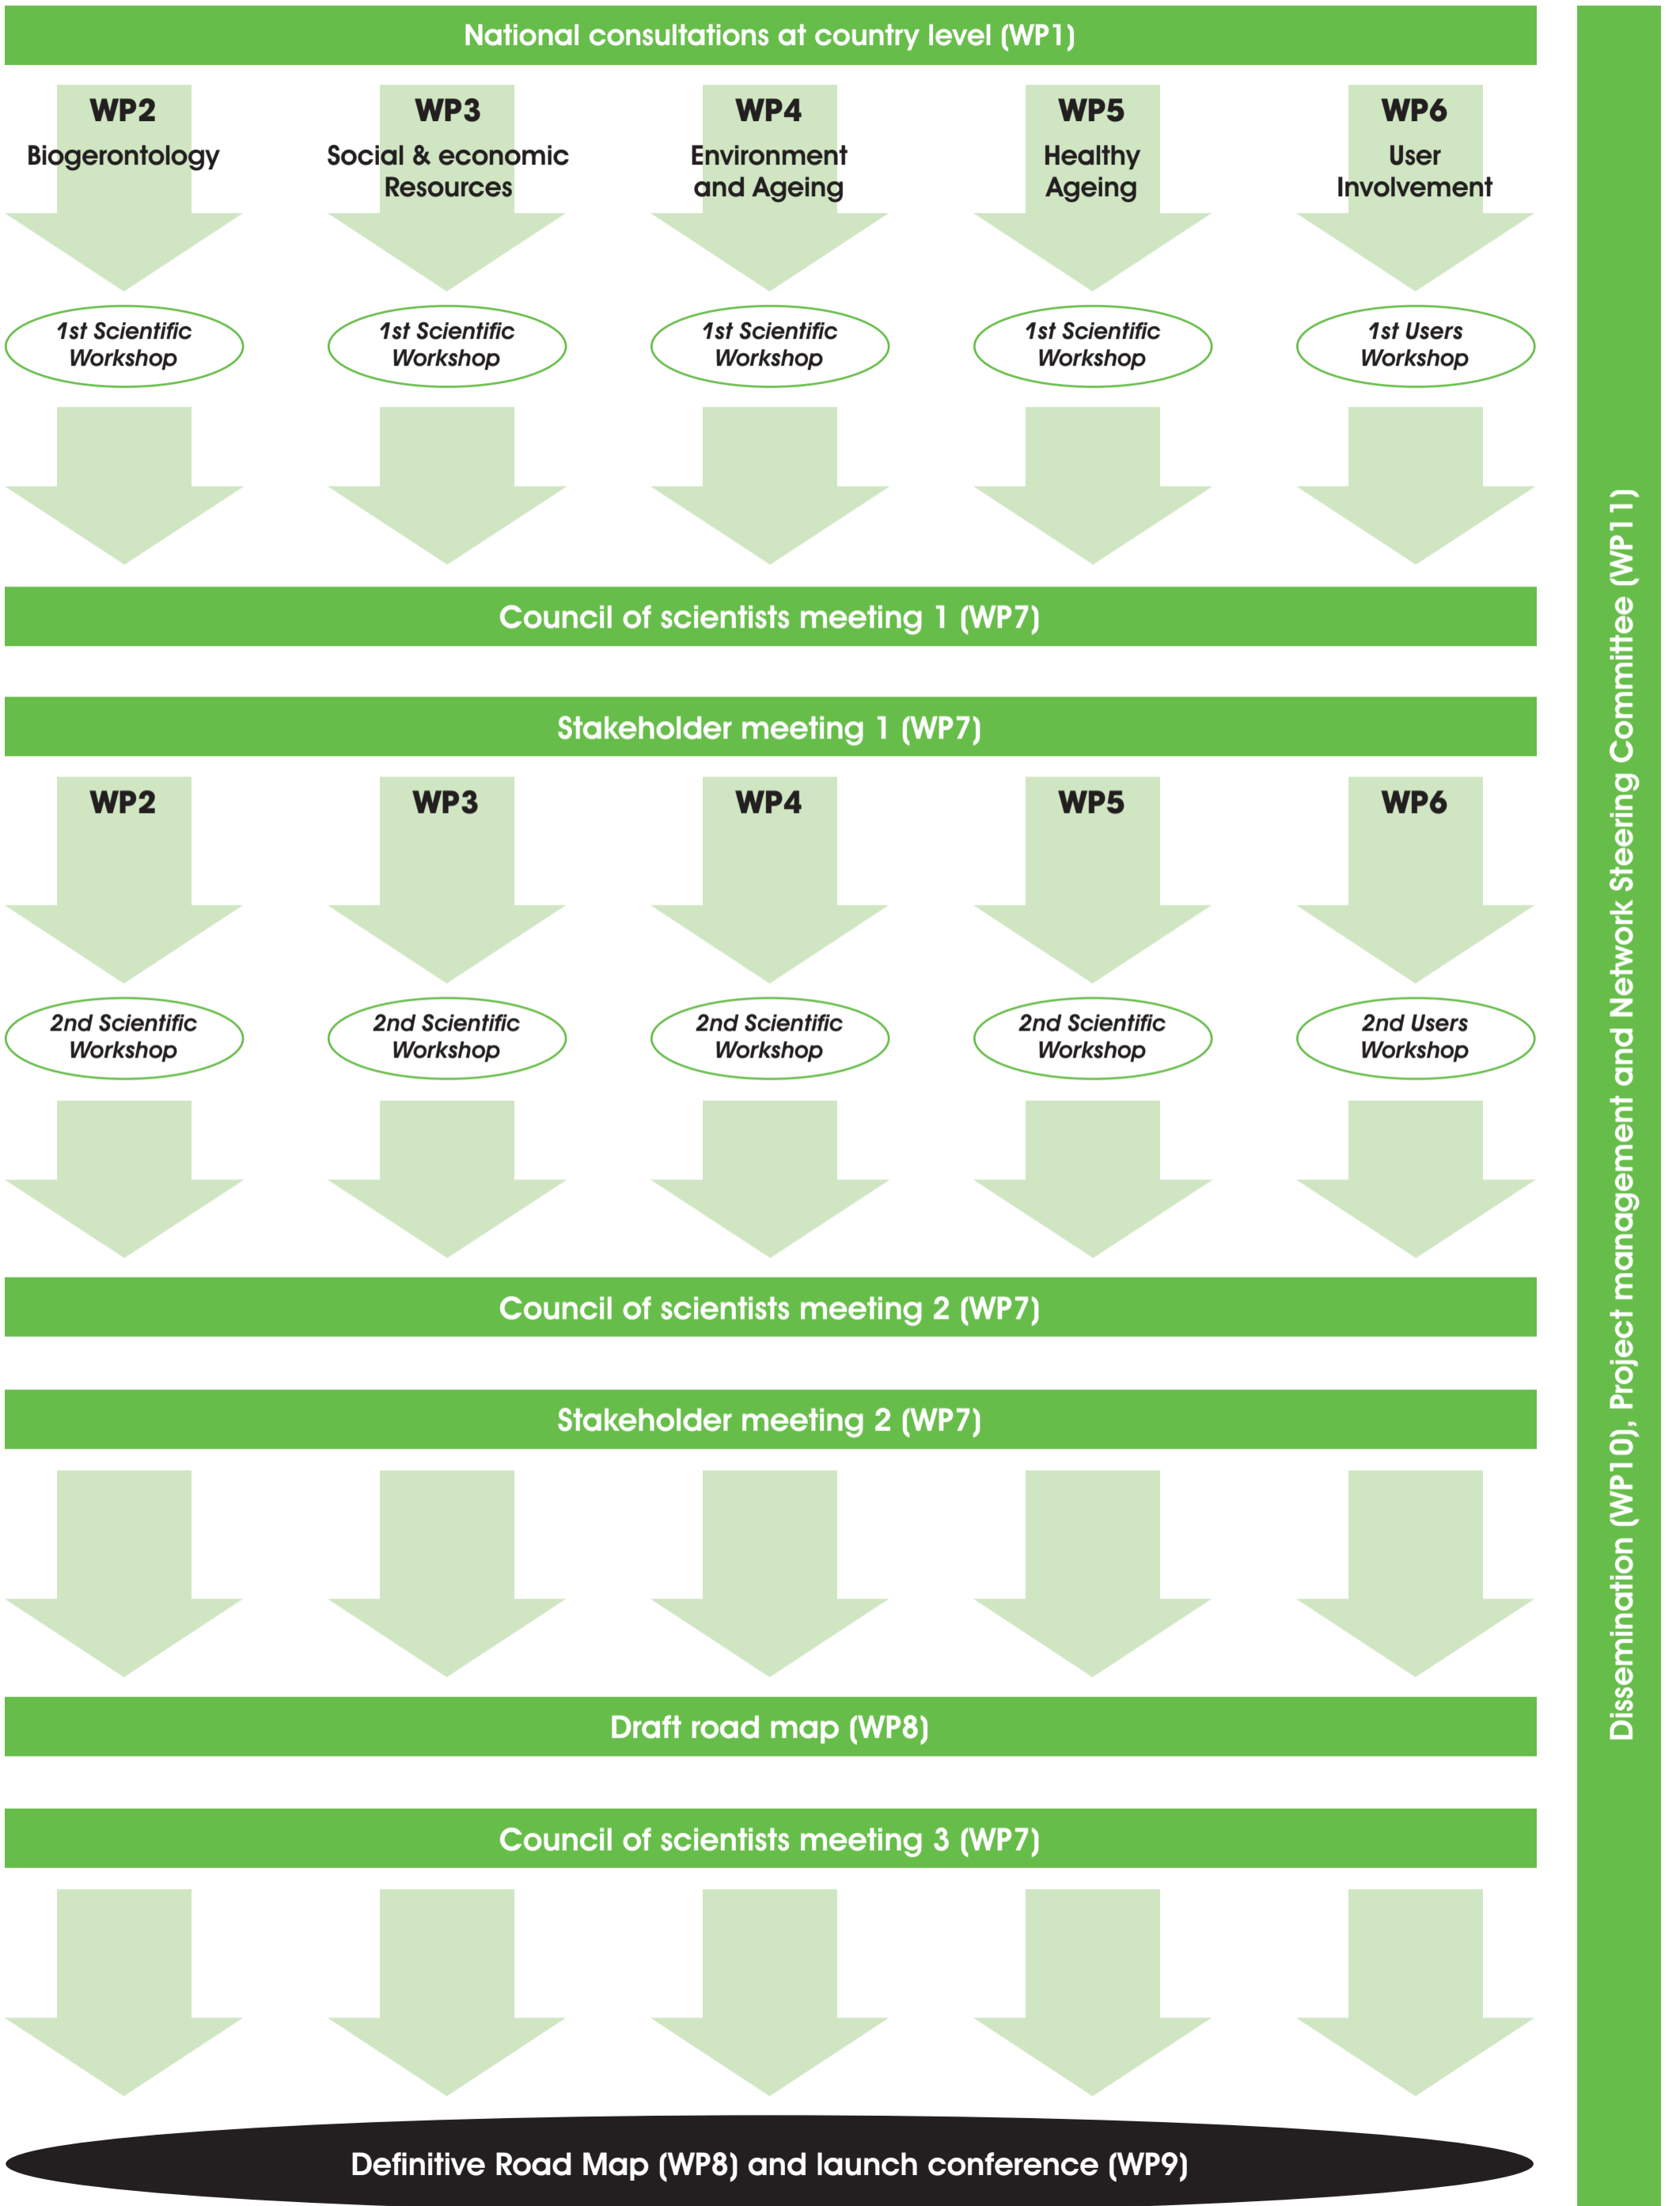 National consultations at country level (WP1)
WP2
Biogerontology
WP3
Social & economic
Resources
WP4
Environment
and Ageing
WP5
Healthy
Ageing
WP6
User
Involvement
1st Scientific
Workshop
1st Scientific
Workshop
1st Scientific
Workshop
1st Scientific
Workshop
1st Users
Workshop
Council of scientists meeting 1 (WP7)
Stakeholder meeting 1 (WP7)
WP2
WP3
WP4
WP5
WP6
2nd Scientific
Workshop
2nd Scientific
Workshop
2nd Scientific
Workshop
2nd Scientific
Workshop
2nd Users
Workshop
Council of scientists meeting 2 (WP7)
Stakeholder meeting 2 (WP7)
Draft road map (WP8)
Council of scientists meeting 3 (WP7)
Definitive Road Map (WP8) and launch conference (WP9)
Dissemination (WP10), Project management and Network Steering Committee (WP11)